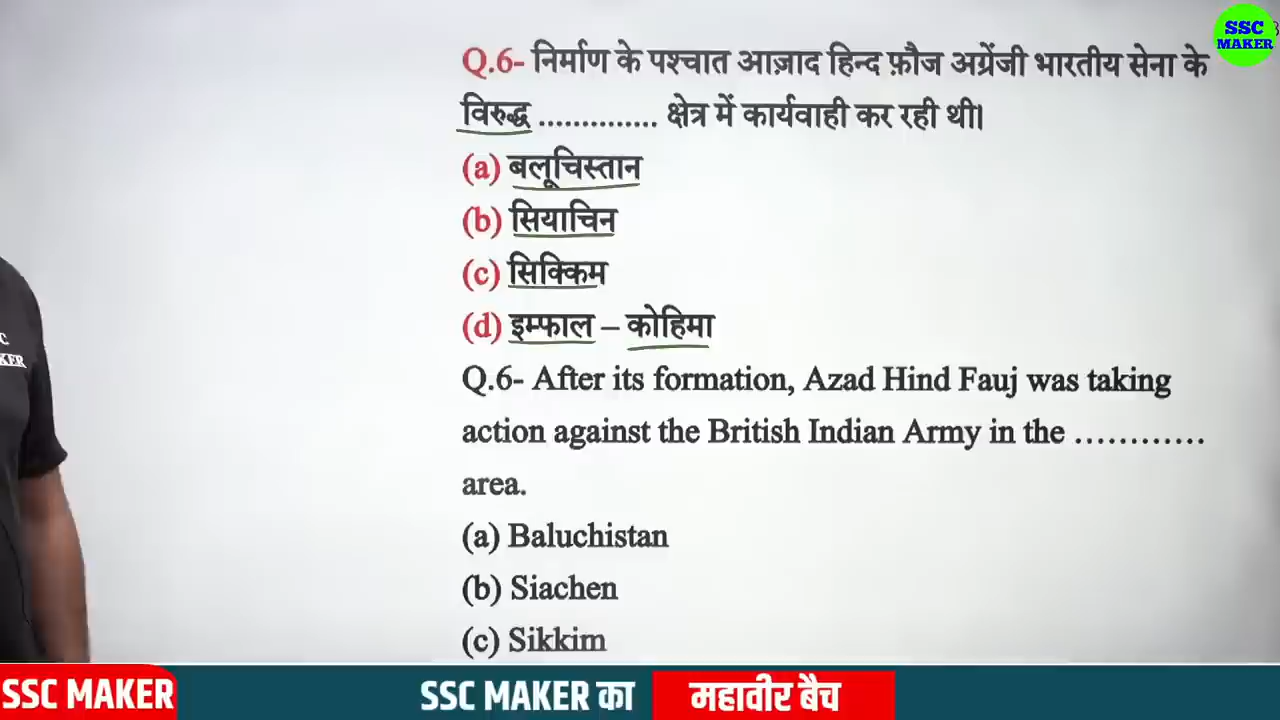 SSC
MAKER
Q.6- निर्माण के पश्चात आज़ाद हिन्द फ़ौज अग्रेंजी भारतीय सेना के
विरुद्ध .............. क्षेत्र में कार्यवाही कर रही थी।
(a) बलूचिस्तान
(b) सियाचिन
(c) सिक्किम
(d) इम्फाल – कोहिमा
Q.6- After its formation, Azad Hind Fauj was taking
action against the British Indian Army in the …………
area.
(a) Baluchistan
(b) Siachen
(c) Sikkim
SSC MAKER
SSC MAKER का
महावीर बैच